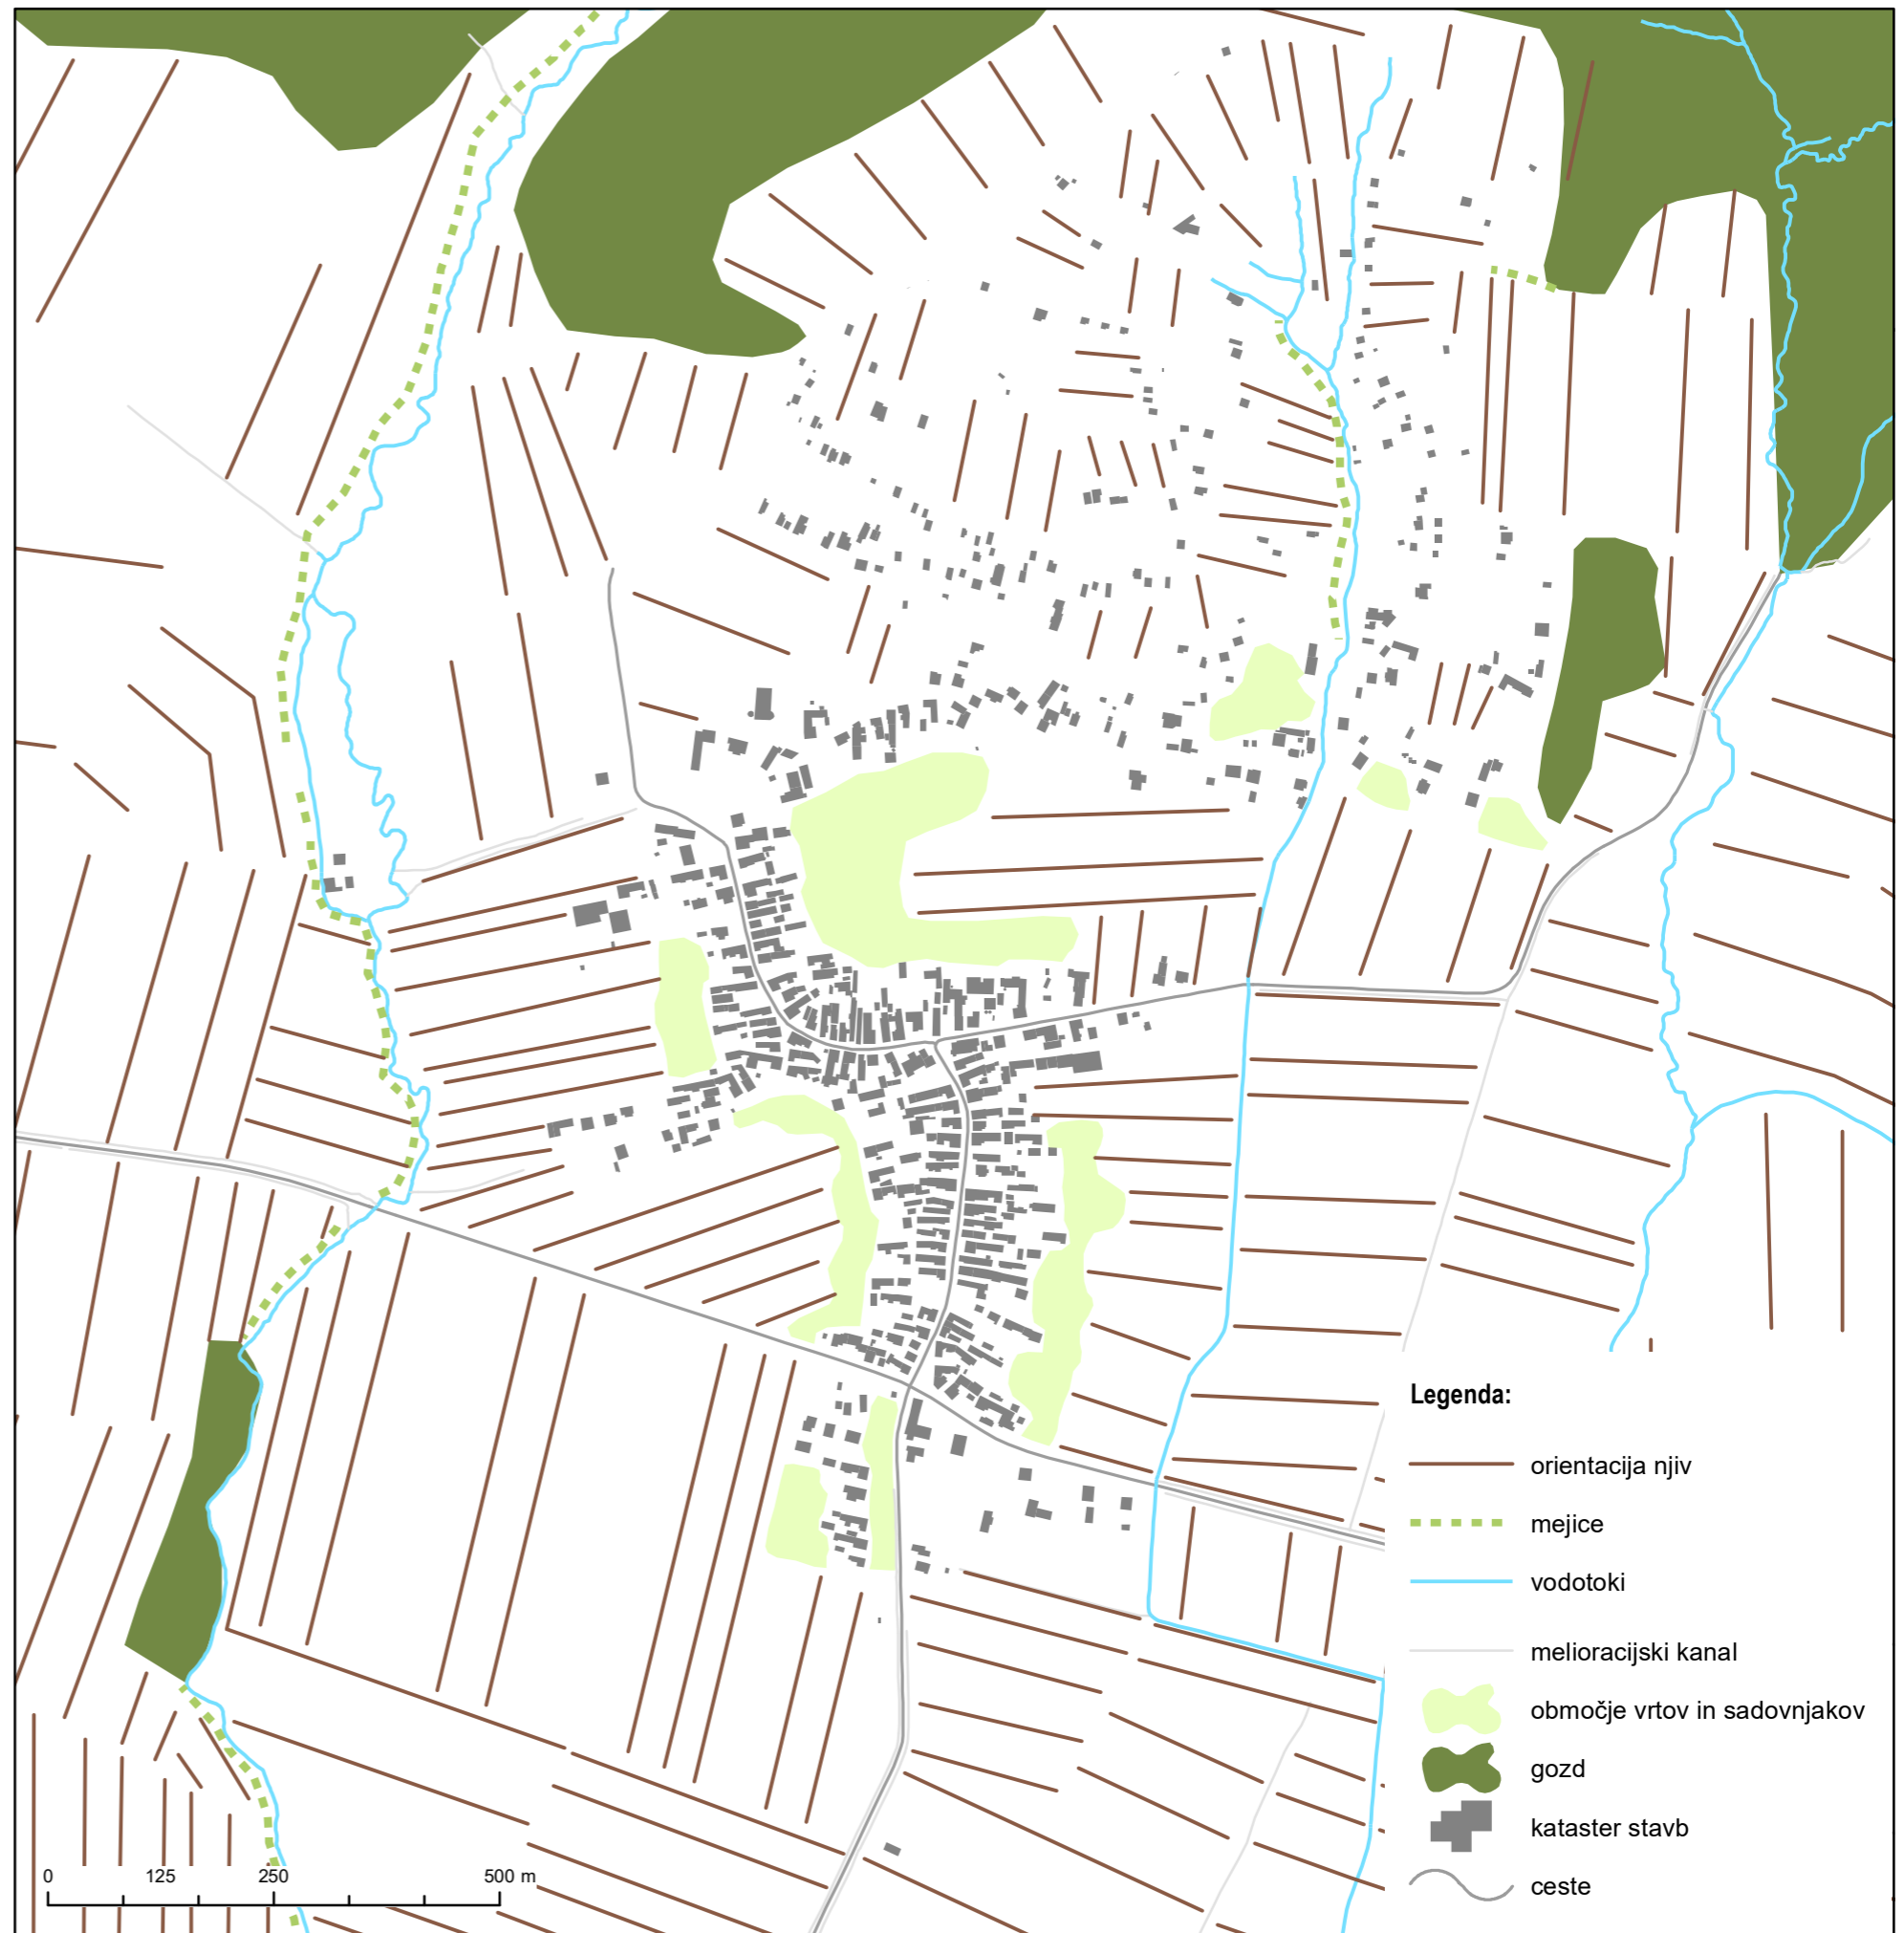 Legenda:
orientacija njiv
mejice
vodotoki
melioracijski kanal
območje vrtov in sadovnjakov
gozd
kataster stavb
ceste
0 125 250 500 m